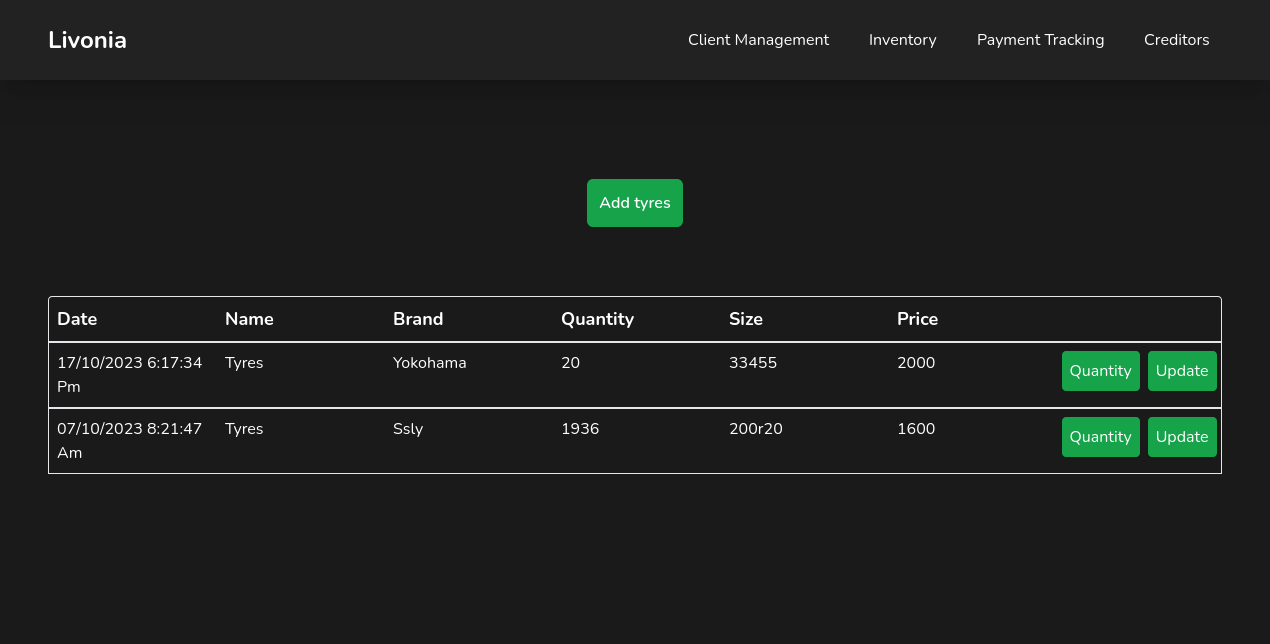 Livonia
Client Management Inventory Payment Tracking Creditors
Add tyres
Date Name Brand Quantity Size Price
17/10/2023 6:17:34 Tyres Yokohama 20 33455 2000 Quantity Update
Pm
07/10/2023 8:21:47 Tyres Ssly 1936 200r20 1600 Quantity Update
Am